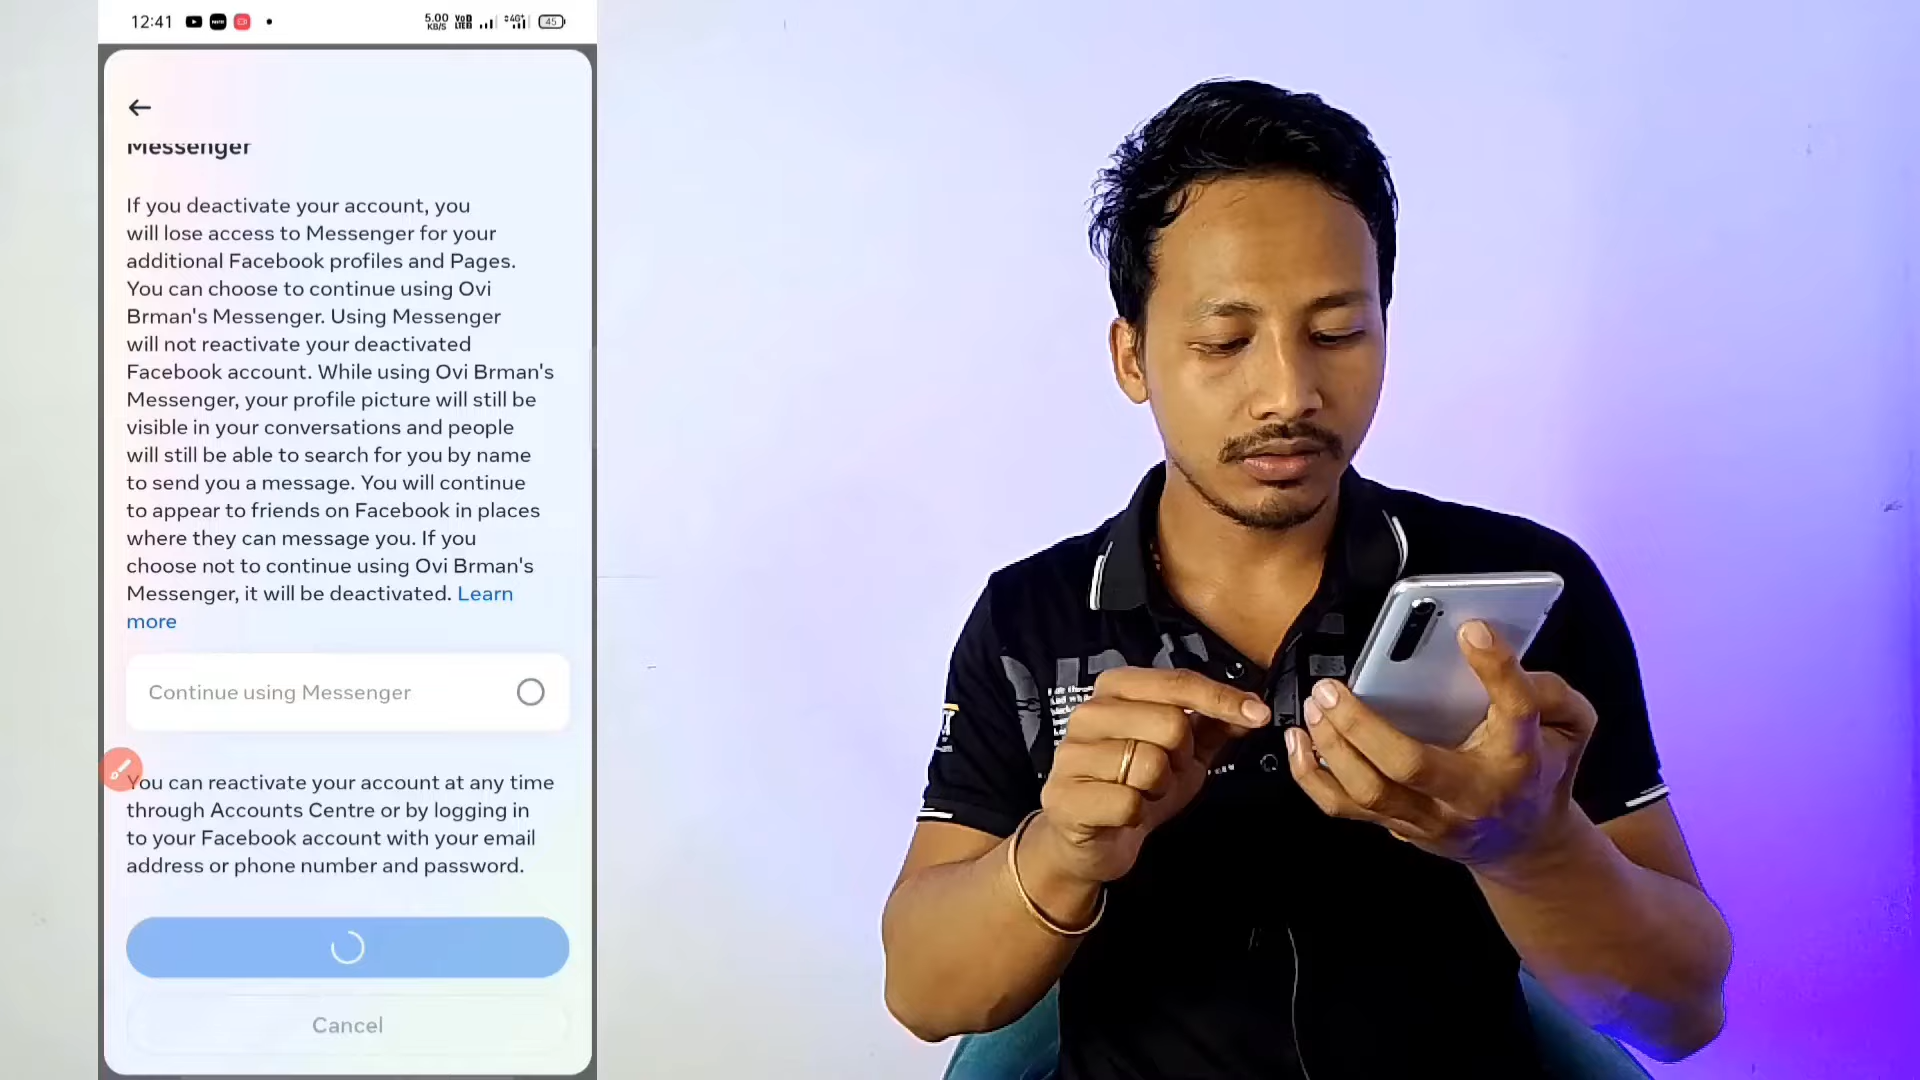 12:41
5.00 KB/S VoD LTE 4G+ 45
Messenger
If you deactivate your account, you
will lose access to Messenger for your
additional Facebook profiles and Pages.
You can choose to continue using Ovi
Brman's Messenger. Using Messenger
will not reactivate your deactivated
Facebook account. While using Ovi Brman's
Messenger, your profile picture will still be
visible in your conversations and people
will still be able to search for you by name
to send you a message. You will continue
to appear to friends on Facebook in places
where they can message you. If you
choose not to continue using Ovi Brman's
Messenger, it will be deactivated. Learn
more
Continue using Messenger
You can reactivate your account at any time
through Accounts Centre or by logging in
to your Facebook account with your email
address or phone number and password.
Cancel